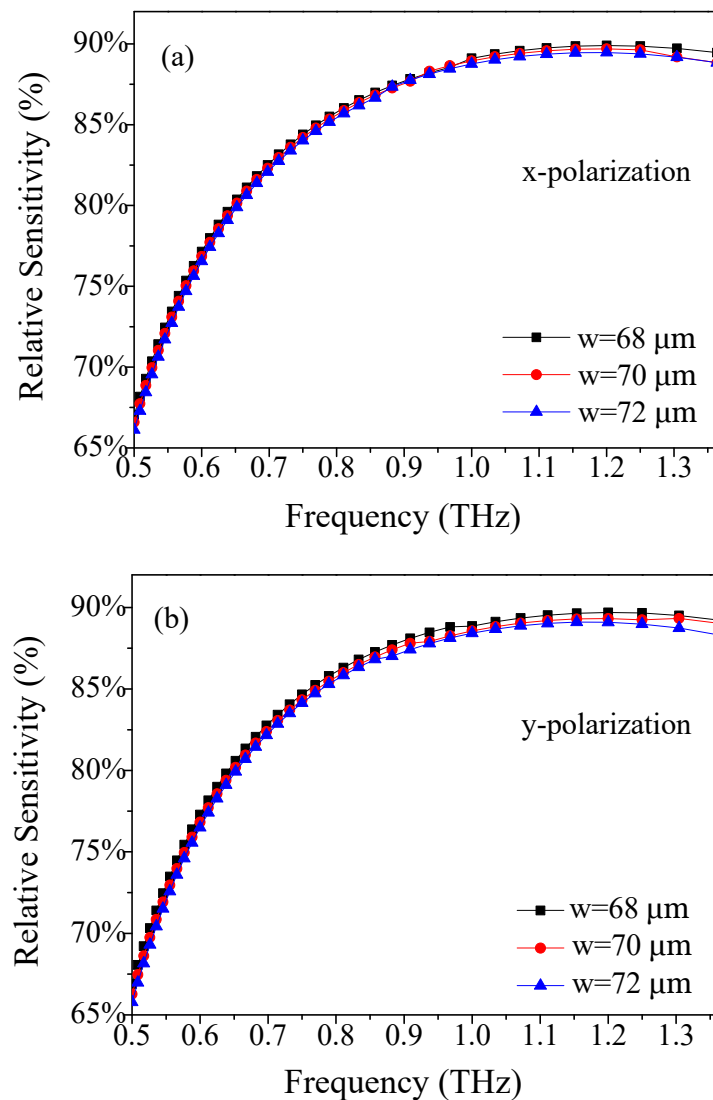 90%
(a)
85%
80%
x-polarization
75%
70%
w=68 μm
w=70 μm
w=72 μm
65%
0.5 0.6 0.7 0.8 0.9 1.0 1.1 1.2 1.3
Relative Sensitivity (%)
Frequency (THz)
90%
(b)
85%
y-polarization
80%
75%
70%
w=68 μm
w=70 μm
w=72 μm
65%
0.5 0.6 0.7 0.8 0.9 1.0 1.1 1.2 1.3
Relative Sensitivity (%)
Frequency (THz)